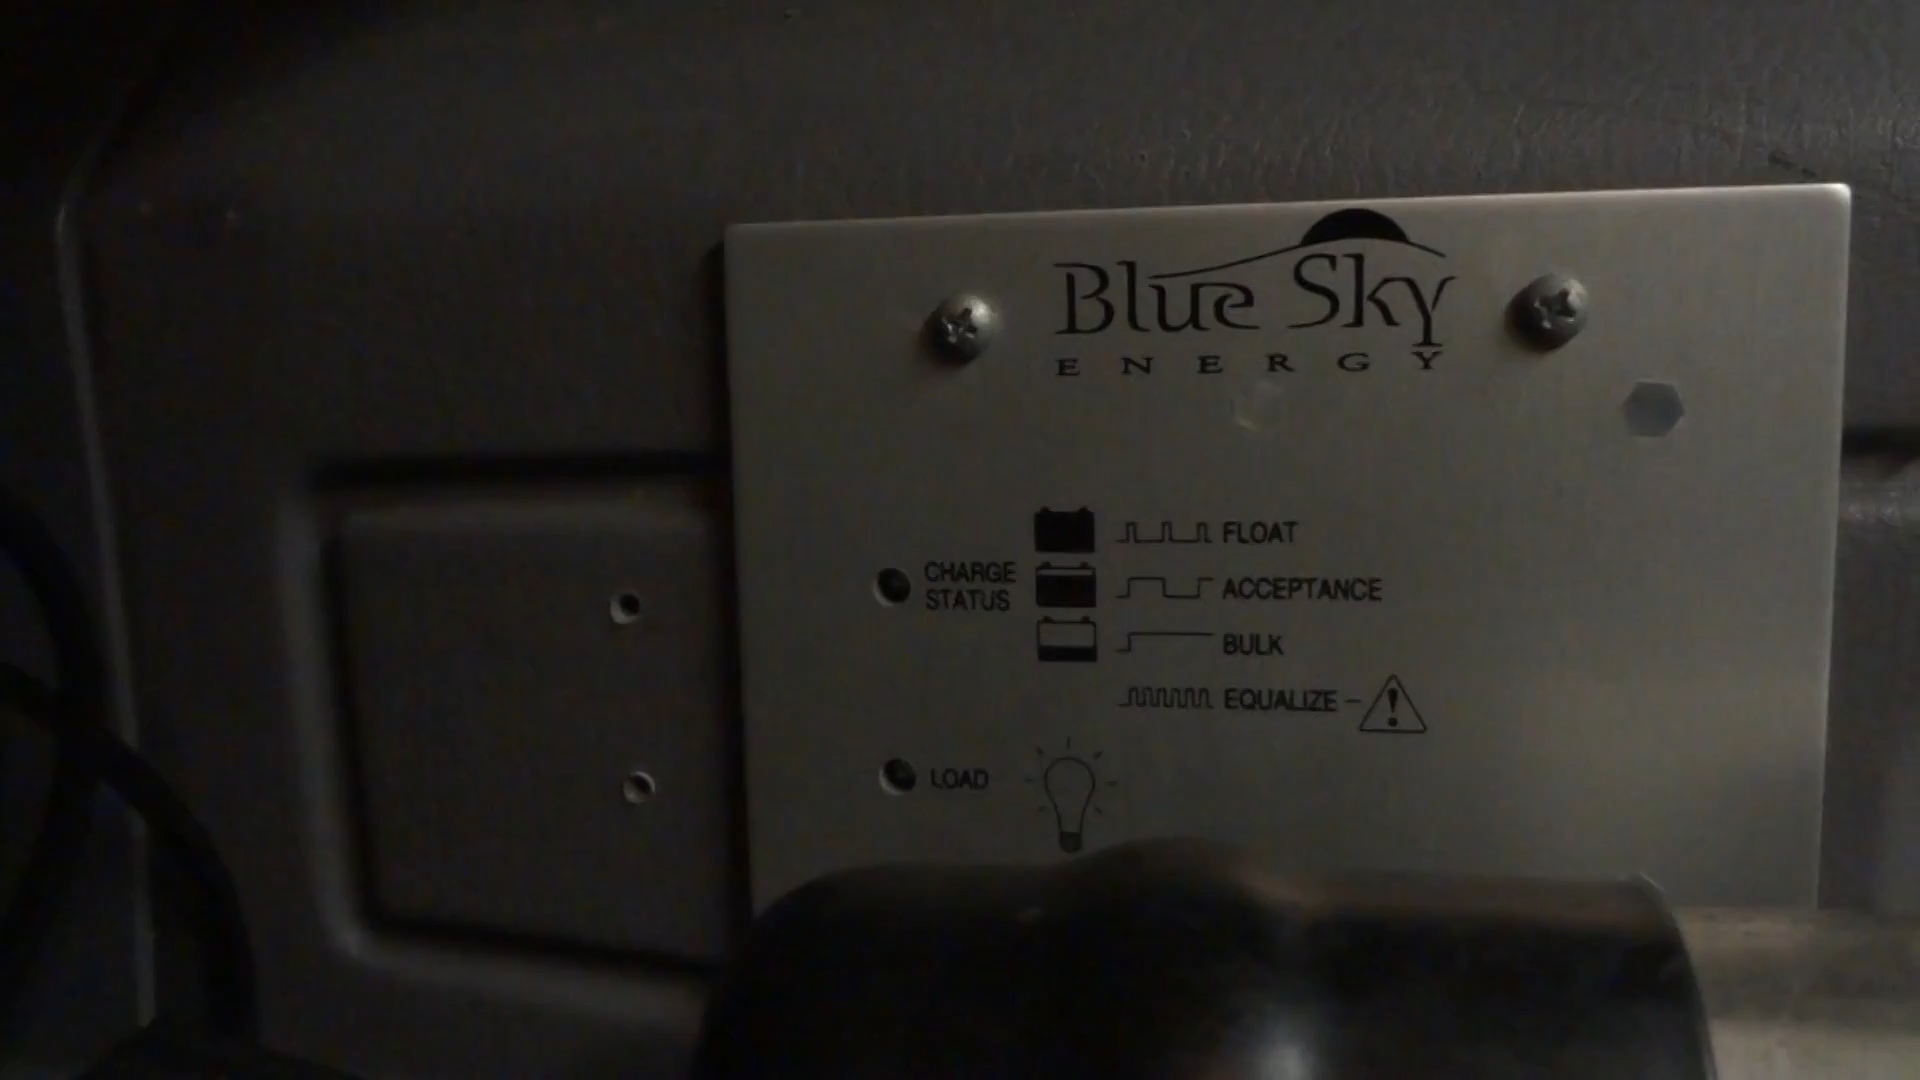 Blue Sky
ENERGY
FLOAT
CHARGE
STATUS
ACCEPTANCE
BULK
EQUALIZE
LOAD